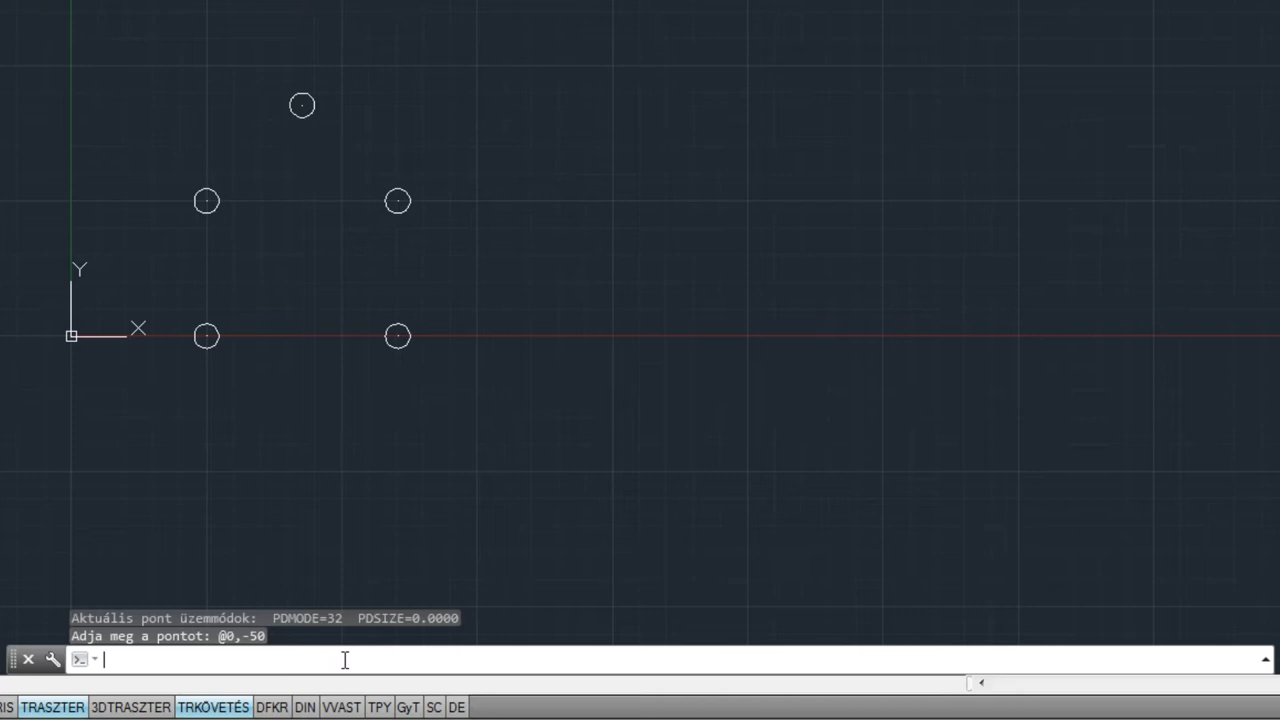 Y
X
Aktuális pont üzemmódok:  PDMODE=32  PDSIZE=0.0000
Adja meg a pontot: @0,-50
RIS TRASZTER 3DTRASZTER TRKÖVETÉS DFKR DIN VVAST TPY GyT SC DE